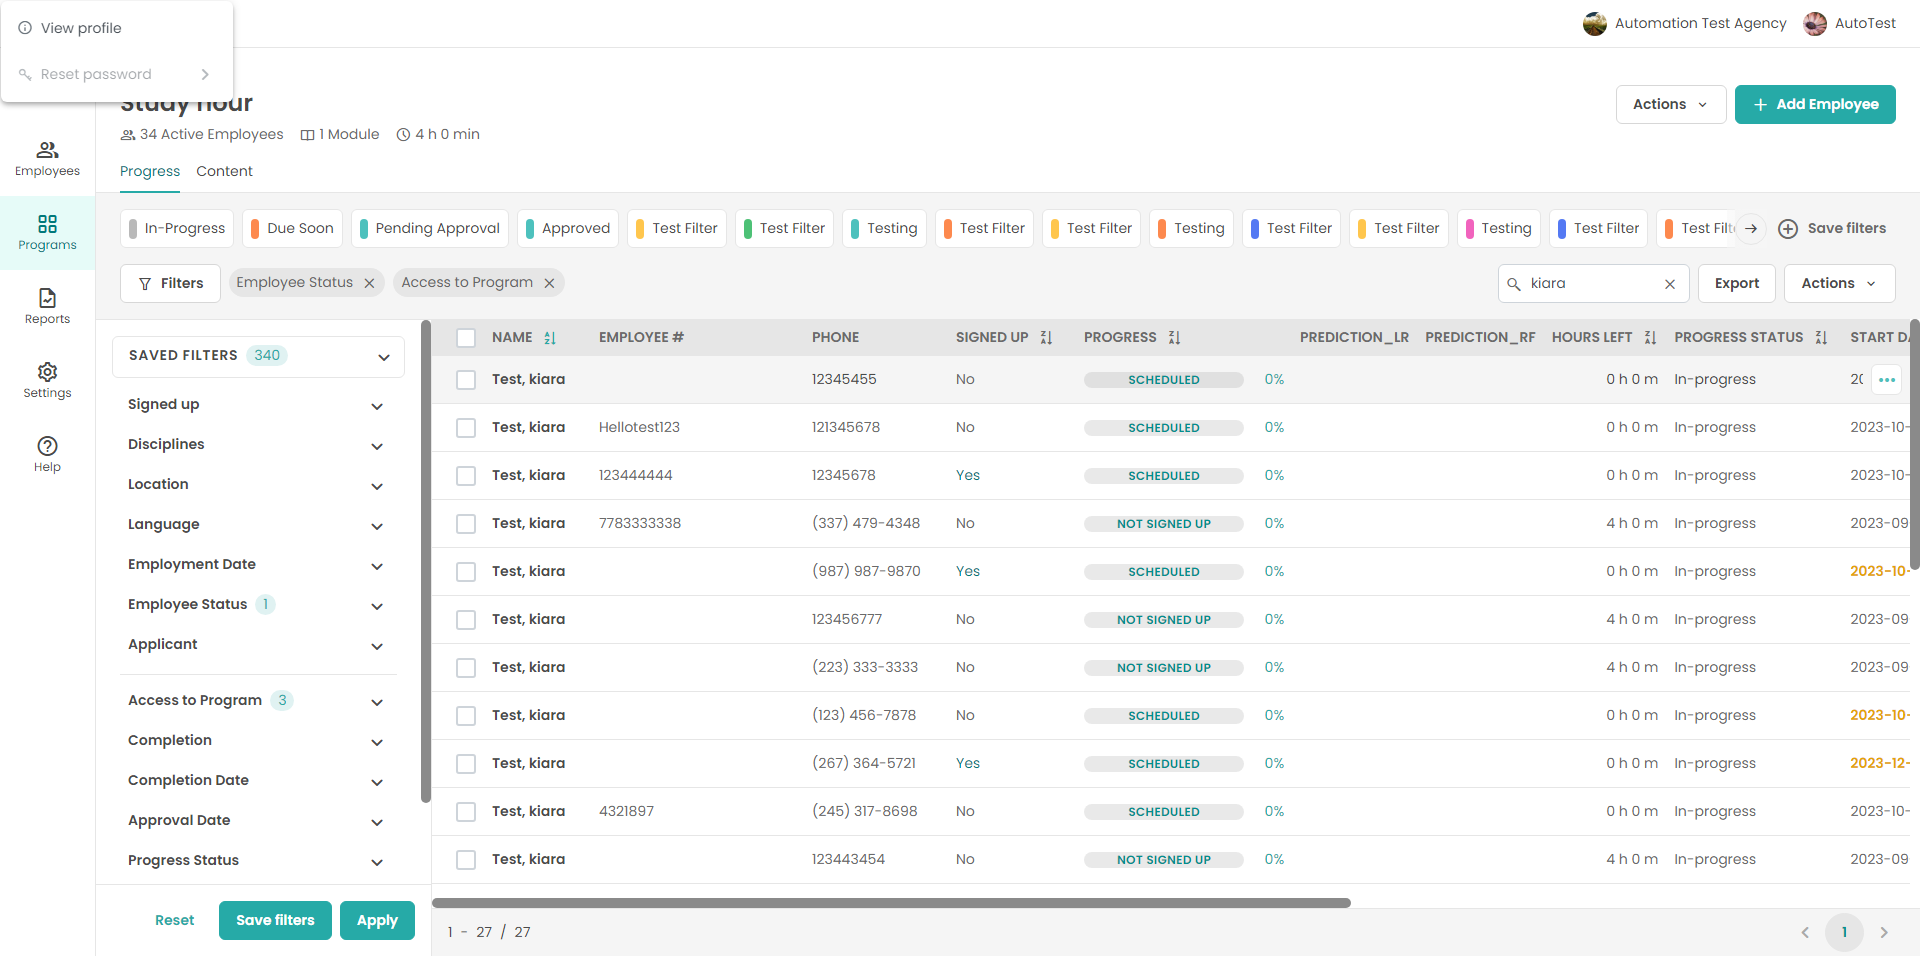 View profile
Reset password
Automation Test Agency
AutoTest
Study hour
34 Active Employees 1 Module 4 h 0 min
Actions
+ Add Employee
Progress Content
Employees
Programs
Reports
Settings
Help
In-Progress Due Soon Pending Approval Approved Test Filter Test Filter Testing Test Filter Test Filter Testing Test Filter Test Filter Testing Test Filter Test Save filters
Filters Employee Status Access to Program kiara Export Actions
SAVED FILTERS 340
Signed up
Disciplines
Location
Language
Employment Date
Employee Status 1
Applicant
Access to Program 3
Completion
Completion Date
Approval Date
Progress Status
Reset Save filters Apply
NAME EMPLOYEE # PHONE SIGNED UP PROGRESS PREDICTION_LR PREDICTION_RF HOURS LEFT PROGRESS STATUS START
Test, kiara 12345455 No SCHEDULED 0% 0 h 0 m In-progress
Test, kiara Hellotest123 121345678 No SCHEDULED 0% 0 h 0 m In-progress 2023-10-
Test, kiara 123444444 12345678 Yes SCHEDULED 0% 0 h 0 m In-progress 2023-10-
Test, kiara 7783333338 (337) 479-4348 No NOT SIGNED UP 0% 4 h 0 m In-progress 2023-09
Test, kiara (987) 987-9870 Yes SCHEDULED 0% 0 h 0 m In-progress 2023-10-
Test, kiara 123456777 No NOT SIGNED UP 0% 4 h 0 m In-progress 2023-09
Test, kiara (223) 333-3333 No NOT SIGNED UP 0% 4 h 0 m In-progress 2023-09
Test, kiara (123) 456-7878 No SCHEDULED 0% 0 h 0 m In-progress 2023-10-
Test, kiara (267) 364-5721 Yes SCHEDULED 0% 0 h 0 m In-progress 2023-12-
Test, kiara 4321897 (245) 317-8698 No SCHEDULED 0% 0 h 0 m In-progress 2023-10-
Test, kiara 123443454 No NOT SIGNED UP 0% 4 h 0 m In-progress 2023-09
1 - 27 / 27
1